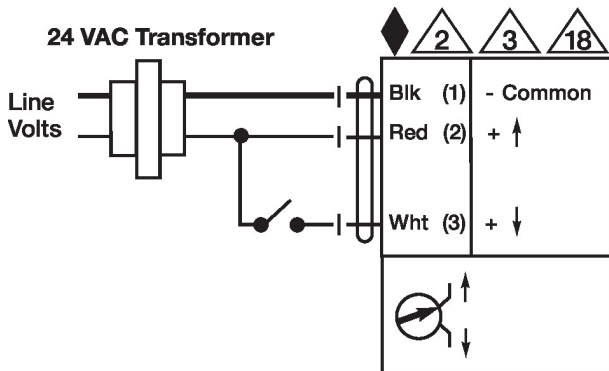 24 VAC Transformer
2 3 18
Line
Volts
Blk (1) - Common
Red (2) +
Wht (3) +